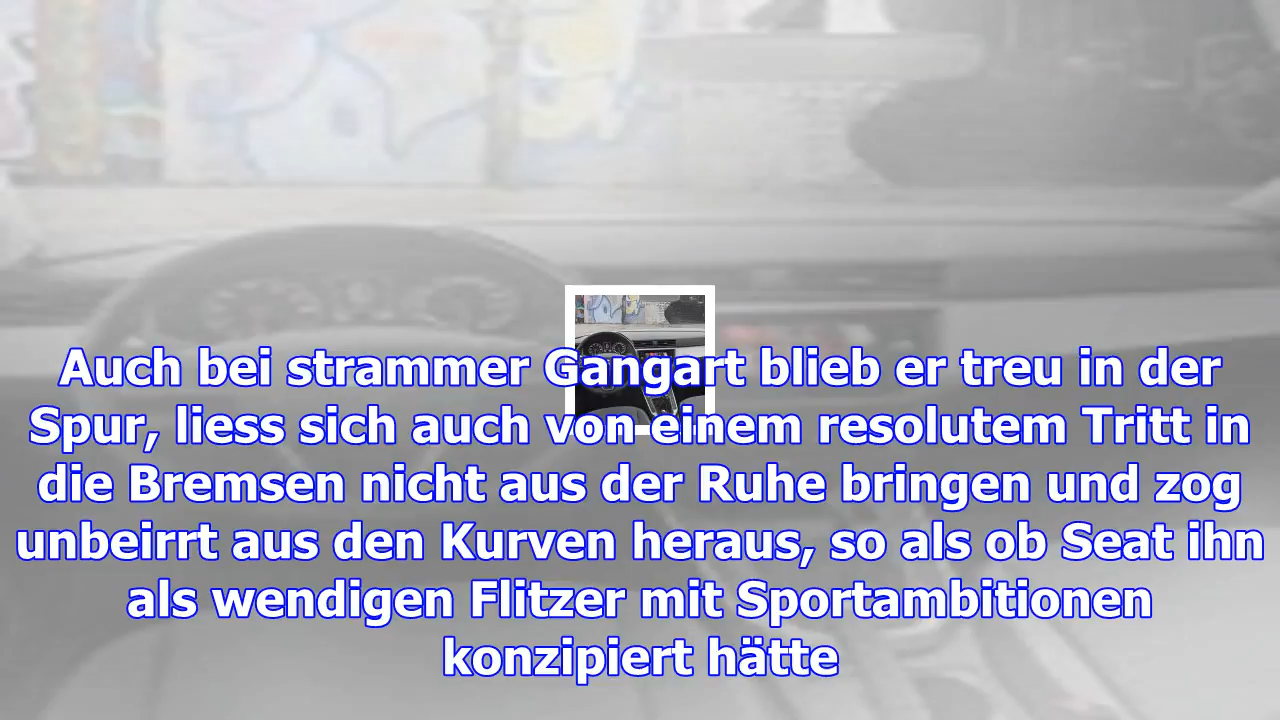 Auch bei strammer Gangart blieb er treu in der
Spur, liess sich auch von einem resolutem Tritt in
die Bremsen nicht aus der Ruhe bringen und zog
unbeirrt aus den Kurven heraus, so als ob Seat ihn
als wendigen Flitzer mit Sportambitionen
konzipiert hätte